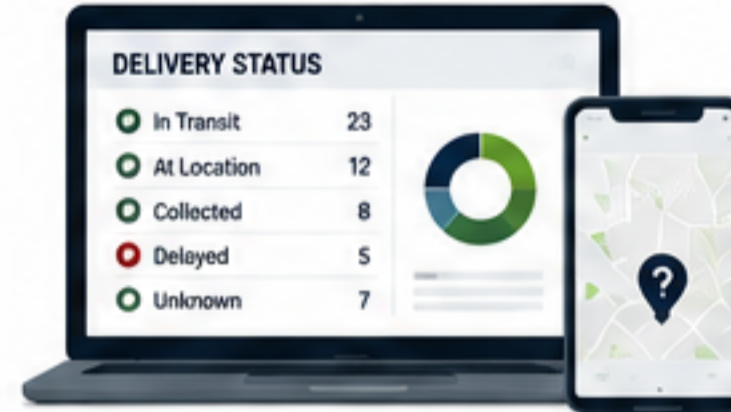 DELIVERY STATUS
In Transit 23
At Location 12
Collected 8
Delayed 5
Unknown 7
?